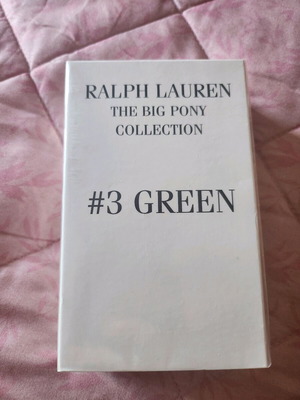 RALPH LAUREN
THE BIG PONY
COLLECTION
#3 GREEN